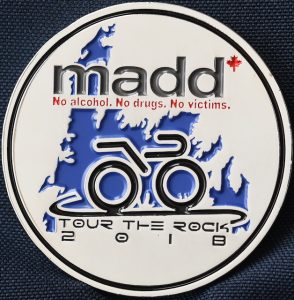 madd
No alcohol. No drugs. No victims.
TOUR THE ROCK
2018